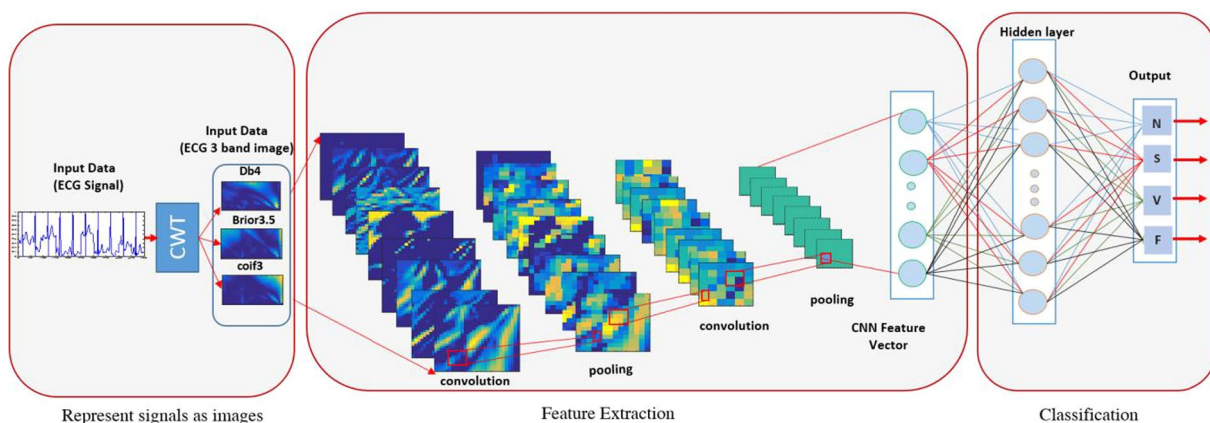 Input Data
(ECG Signal)
CWT
Input Data
(ECG 3 band image)
Db4
Brior3.5
coif3
convolution
pooling
convolution
pooling
CNN Feature
Vector
Hidden layer
Output
N
S
V
F
Represent signals as images
Feature Extraction
Classification